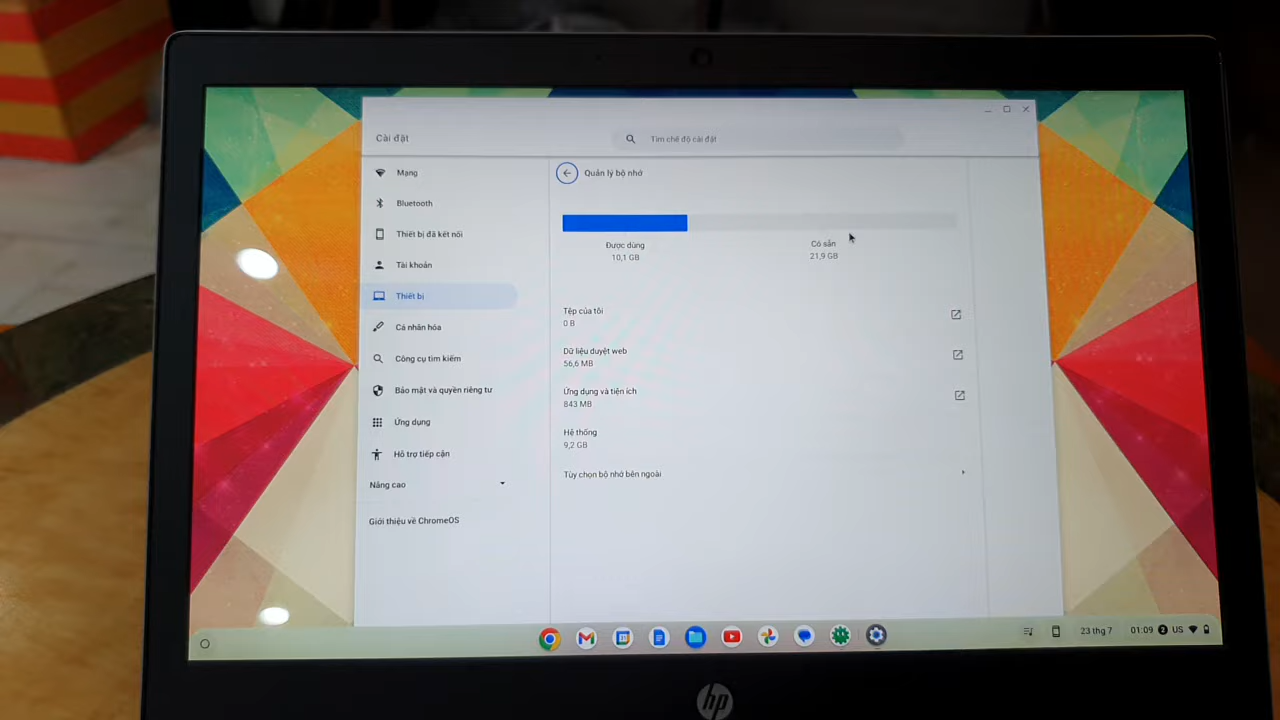 Cài đặt
Tìm chế độ cài đặt
Mạng
Bluetooth
Thiết bị đã kết nối
Tài khoản
Thiết bị
Cá nhân hóa
Công cụ tìm kiếm
Bảo mật và quyền riêng tư
Ứng dụng
Hỗ trợ tiếp cận
Nâng cao
Giới thiệu về ChromeOS
Quản lý bộ nhớ
Được dùng
10,1 GB
Có sẵn
21,9 GB
Tệp của tôi
0 B
Dữ liệu duyệt web
56,6 MB
Ứng dụng và tiện ích
843 MB
Hệ thống
9,2 GB
Tùy chọn bộ nhớ bên ngoài
23 thg 7
01:09 2 US
hp